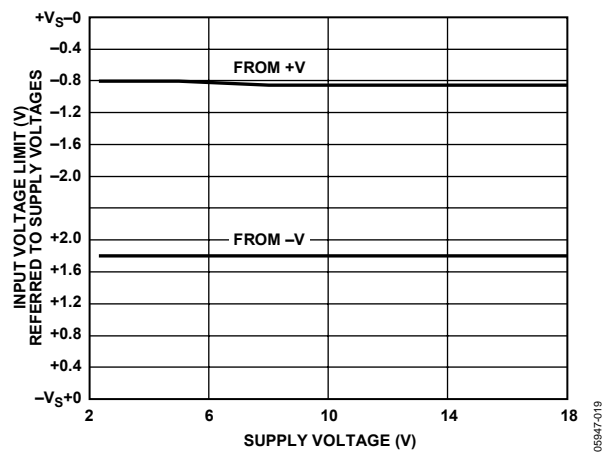 +VS–0
–0.4
–0.8
–1.2
–1.6
–2.0
+2.0
+1.6
+1.2
+0.8
+0.4
–VS+0
INPUT VOLTAGE LIMIT (V)
REFERRED TO SUPPLY VOLTAGES
FROM +V
FROM –V
2
6
10
14
18
SUPPLY VOLTAGE (V)
05947-019